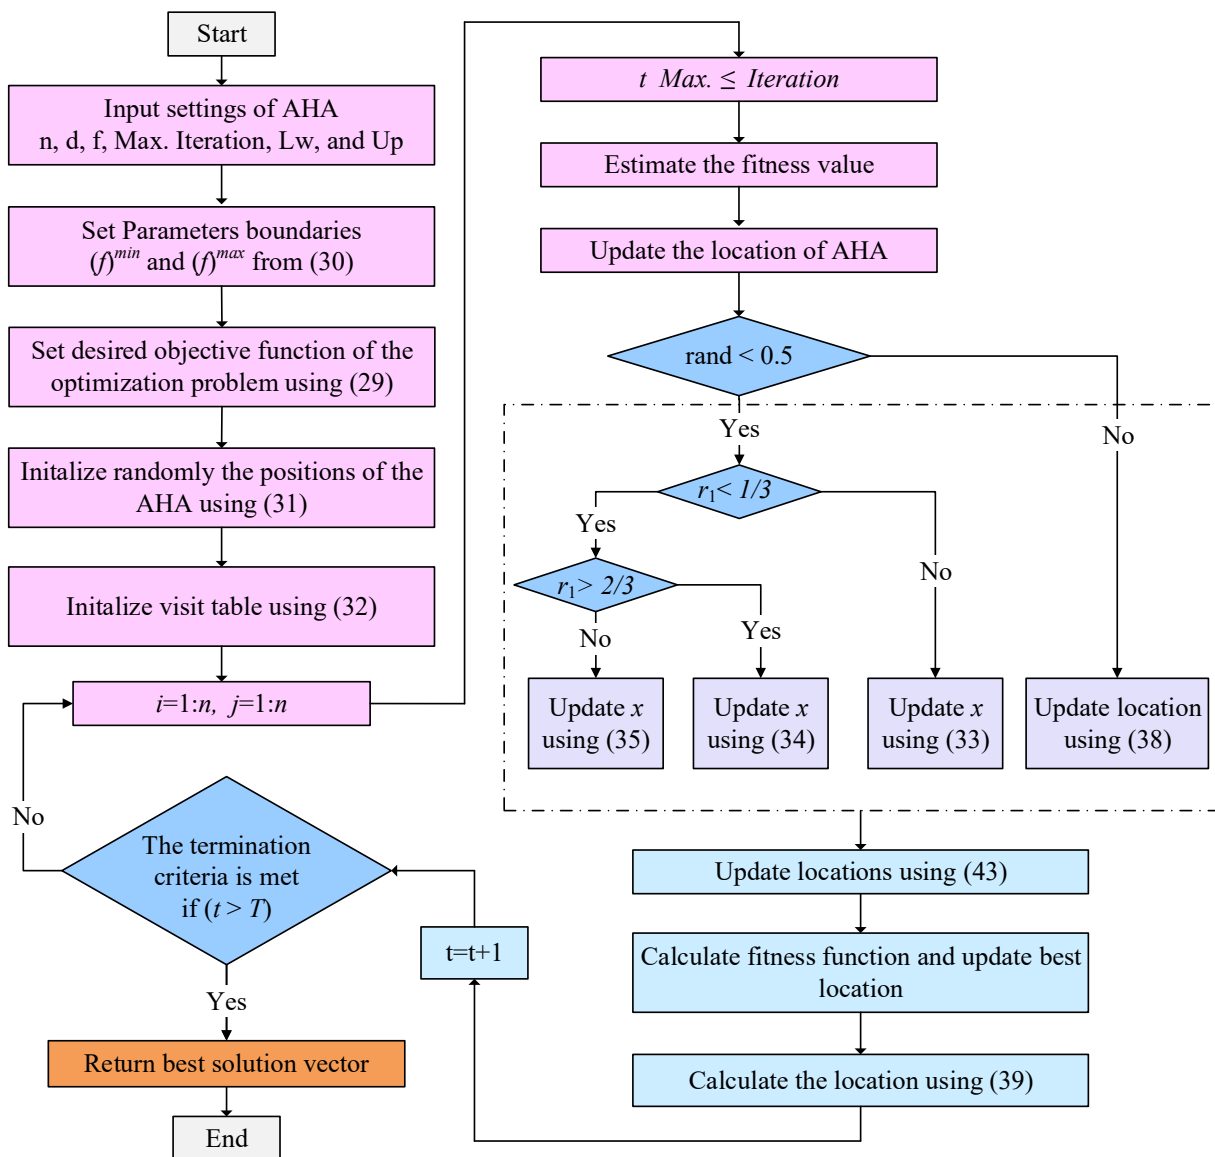 Start
Input settings of AHA
n, d, f, Max. Iteration, Lw, and Up
Set Parameters boundaries
(f)^min and (f)^max from (30)
Set desired objective function of the
optimization problem using (29)
Initalize randomly the positions of the
AHA using (31)
Initalize visit table using (32)
i=1:n, j=1:n
t Max. ≤ Iteration
Estimate the fitness value
Update the location of AHA
rand < 0.5
Yes
No
r₁< 1/3
Yes
No
r₁> 2/3
No
Yes
Update x
using (35)
Update x
using (34)
Update x
using (33)
Update location
using (38)
Update locations using (43)
Calculate fitness function and update best
location
Calculate the location using (39)
t=t+1
The termination
criteria is met
if (t > T)
No
Yes
Return best solution vector
End